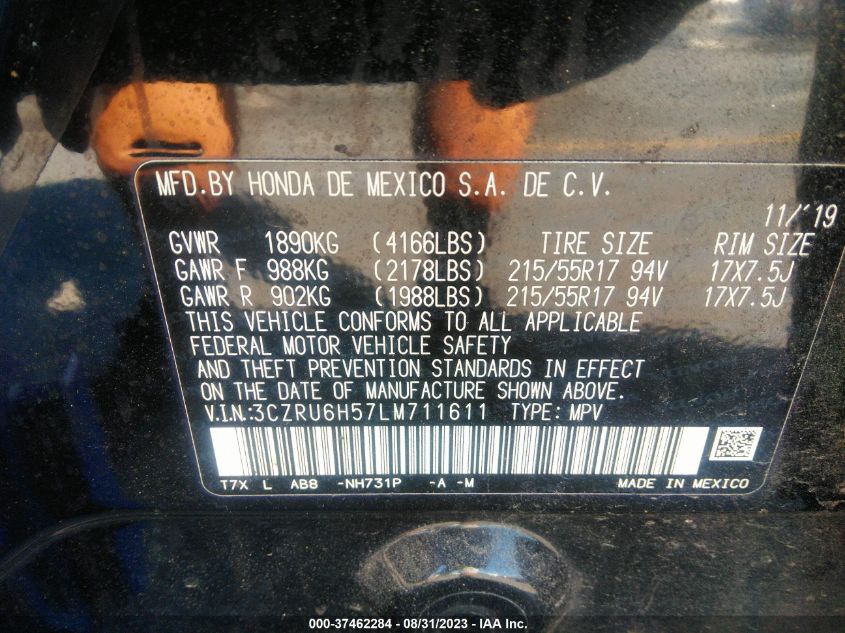 MFD.BY HONDA DE MEXICO S.A. DE C.V.
11/'19
GVWR 1890KG (4166LBS) TIRE SIZE RIM SIZE
GAWR F 988KG (2178LBS) 215/55R17 94V 17X7.5J
GAWR R 902KG (1988LBS) 215/55R17 94V 17X7.5J
THIS VEHICLE CONFORMS TO ALL APPLICABLE
FEDERAL MOTOR VEHICLE SAFETY
AND THEFT PREVENTION STANDARDS IN EFFECT
ON THE DATE OF MANUFACTURE SHOWN ABOVE.
V.I.N.:3CZRU6H57LM711611 TYPE: MPV
T7X L AB8 -NH731P -A -M MADE IN MEXICO
000-37462284 - 08/31/2023 - IAA Inc.